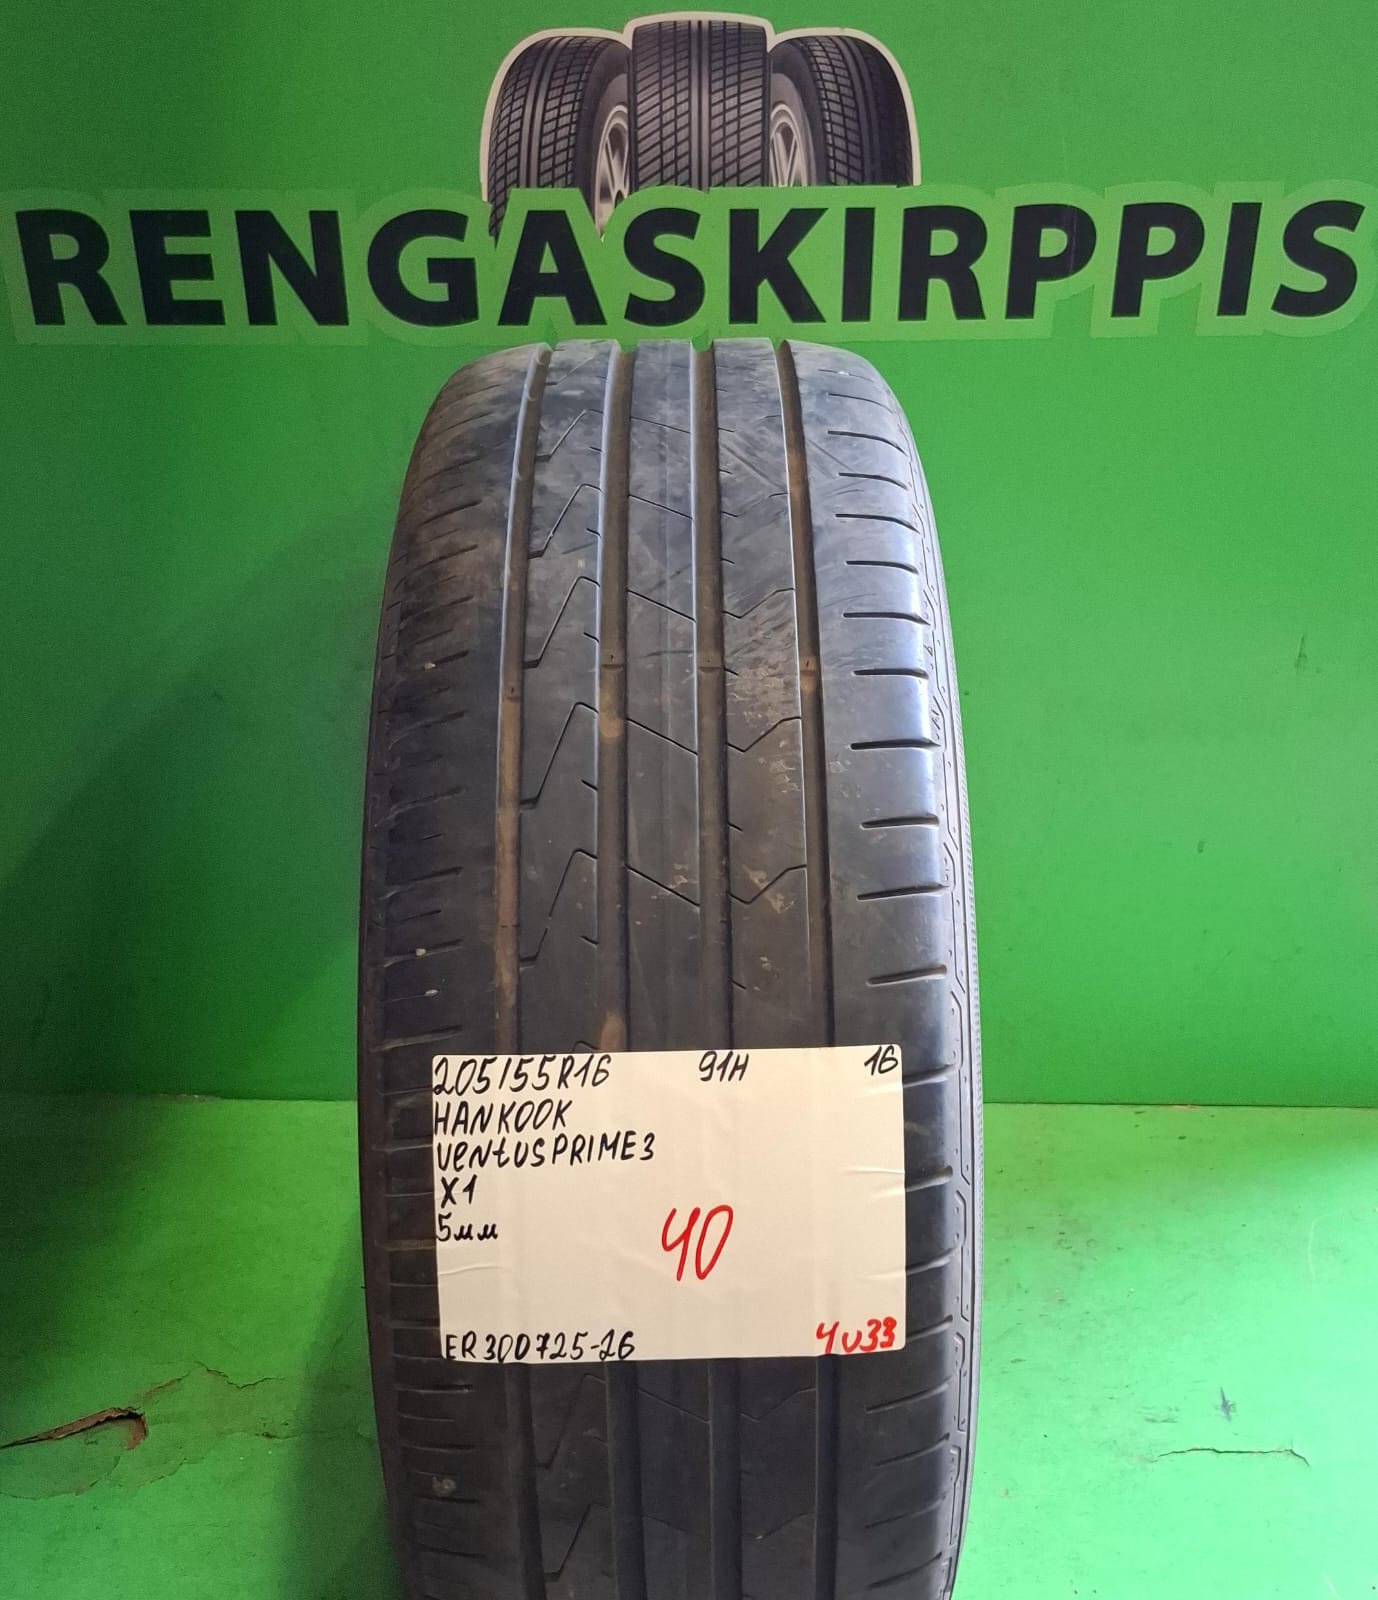 RENGASKIRPPIS
205/55R16 91H 16
HANKOOK
VENTUSPRIME3
X1
5мм
40
ER300725-26 4U33